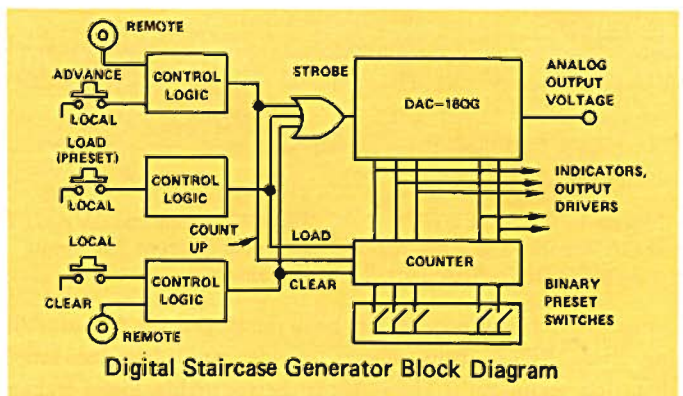 REMOTE
ADVANCE
LOCAL
CONTROL
LOGIC
STROBE
DAC-180G
ANALOG
OUTPUT
VOLTAGE
LOAD
(PRESET)
LOCAL
CONTROL
LOGIC
INDICATORS,
OUTPUT
DRIVERS
LOCAL
CLEAR
REMOTE
CONTROL
LOGIC
COUNT
UP
LOAD
CLEAR
COUNTER
BINARY
PRESET
SWITCHES
Digital Staircase Generator Block Diagram